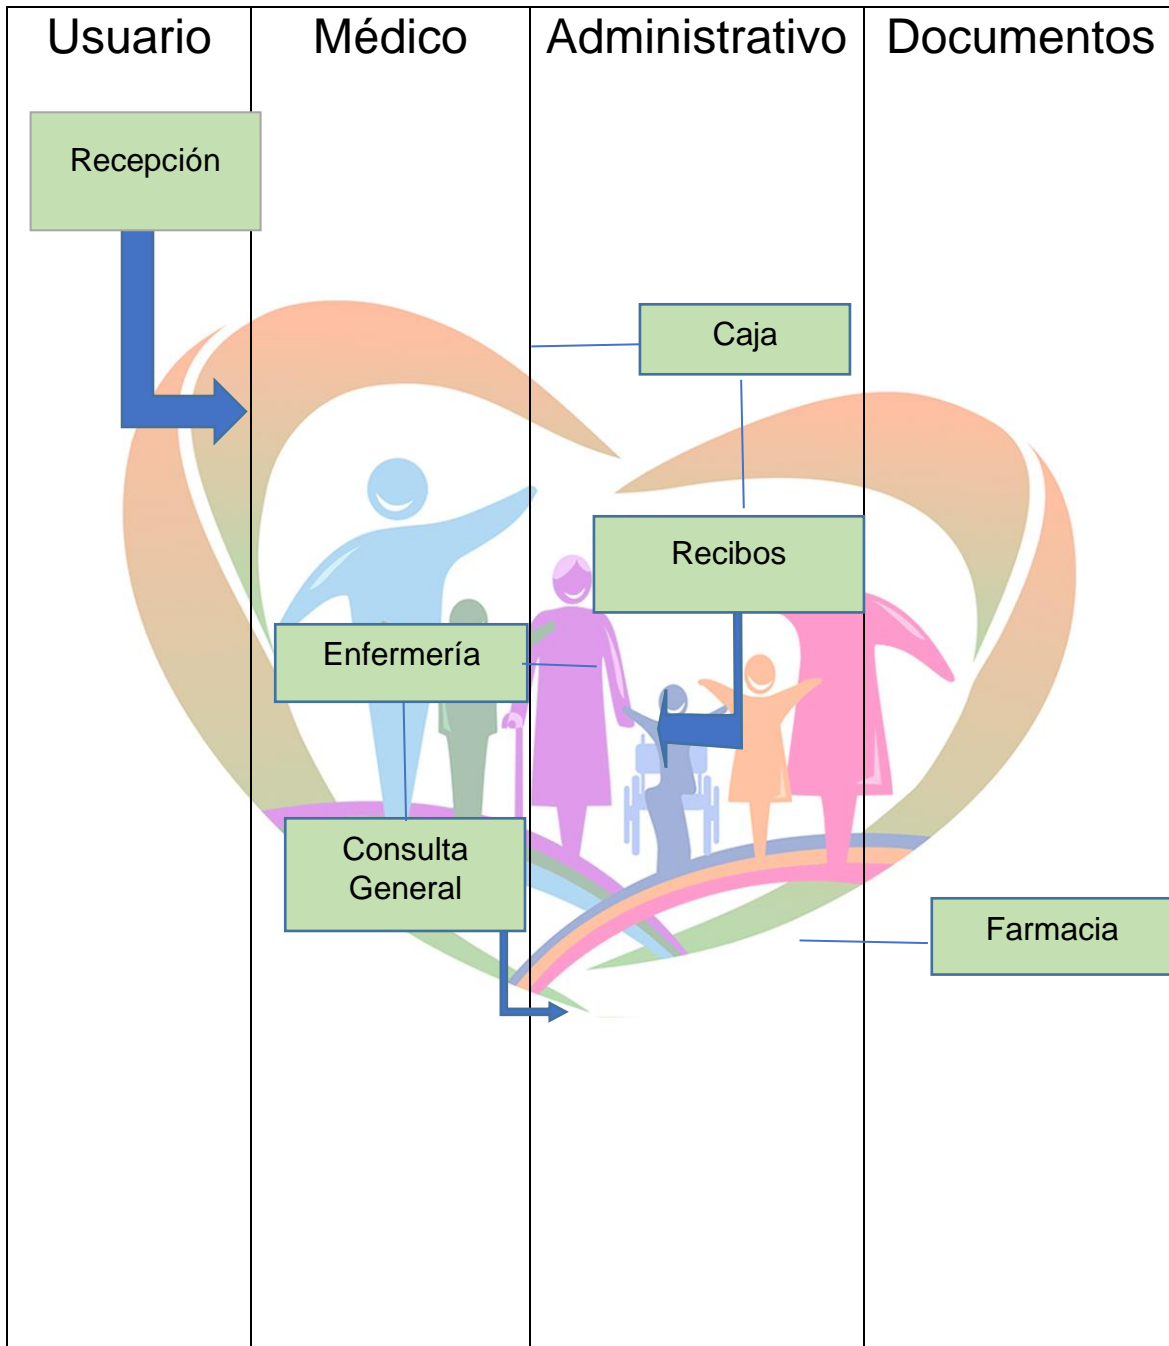 Usuario
Médico
Administrativo
Documentos
Recepción
Caja
Recibos
Enfermería
Consulta
General
Farmacia